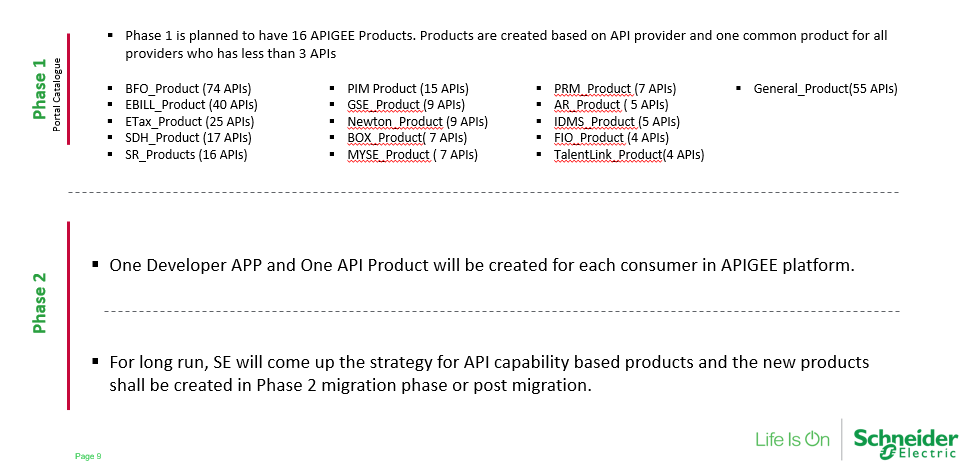 Phase 1
Portal Catalogue
▪ Phase 1 is planned to have 16 APIGEE Products. Products are created based on API provider and one common product for all
providers who has less than 3 APIs
▪ BFO_Product (74 APIs)
▪ EBILL_Product (40 APIs)
▪ ETax_Product (25 APIs)
▪ SDH_Product (17 APIs)
▪ SR_Products (16 APIs)
▪ PIM Product (15 APIs)
▪ GSE_Product (9 APIs)
▪ Newton_Product (9 APIs)
▪ BOX_Product( 7 APIs)
▪ MYSE_Product ( 7 APIs)
▪ PRM_Product (7 APIs)
▪ AR_Product ( 5 APIs)
▪ IDMS_Product (5 APIs)
▪ FIO_Product (4 APIs)
▪ TalentLink_Product(4 APIs)
▪ General_Product(55 APIs)
Phase 2
▪ One Developer APP and One API Product will be created for each consumer in APIGEE platform.
▪ For long run, SE will come up the strategy for API capability based products and the new products
shall be created in Phase 2 migration phase or post migration.
Page 9
Life Is On
Schneider
Electric